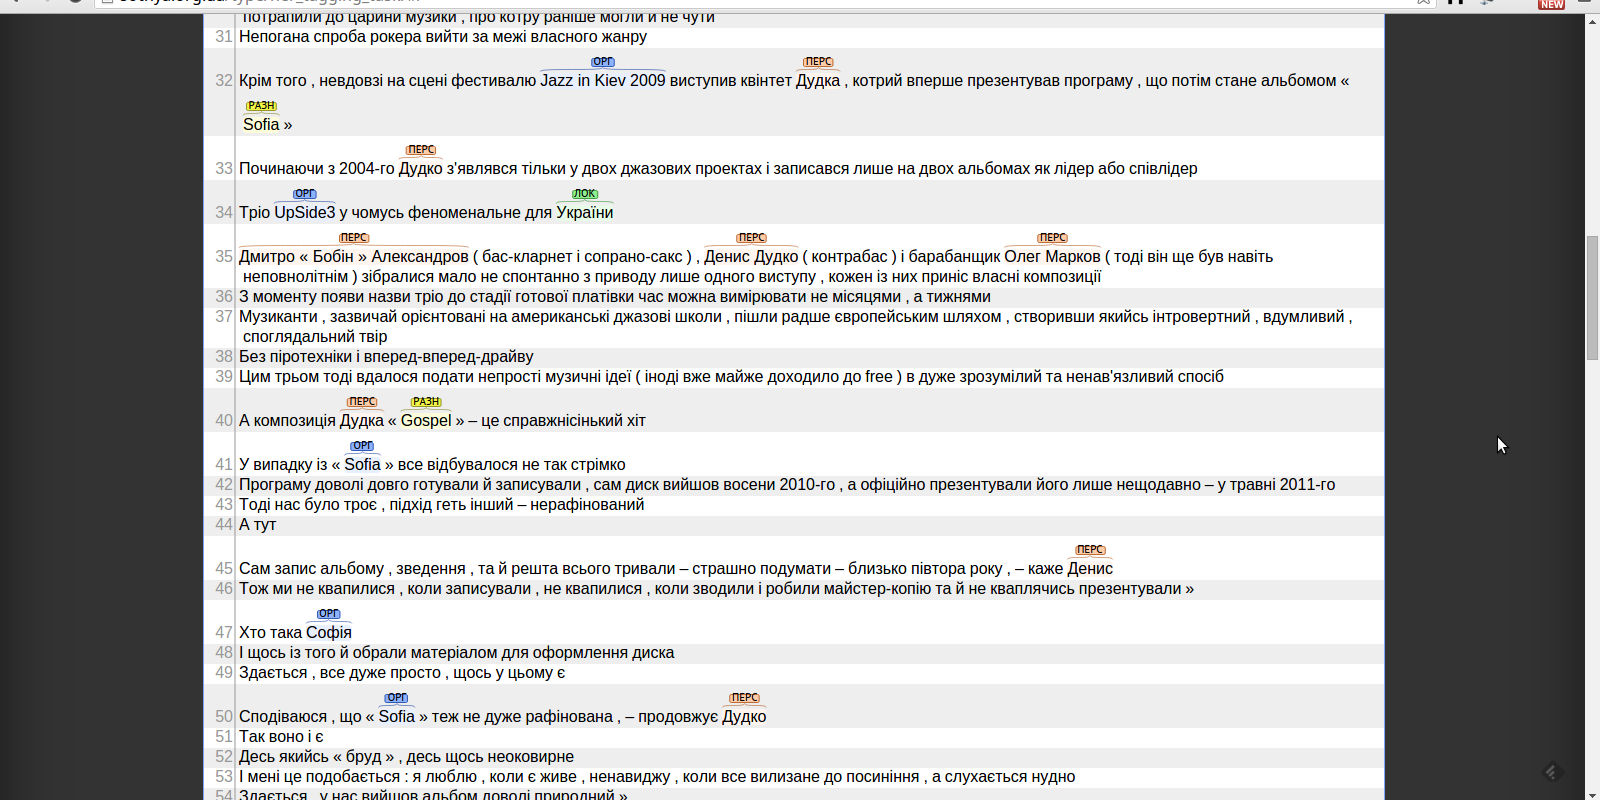 NEW
потрапили до царини музики , про котру раніше могли й не чути
31 Непогана спроба рокера вийти за межі власного жанру
ОРГ ПЕРС
32 Крім того , невдовзі на сцені фестивалю Jazz in Kiev 2009 виступив квінтет Дудка , котрий вперше презентував програму , що потім стане альбомом «
РАЗН
Sofia »
ПЕРС
33 Починаючи з 2004-го Дудко з'являвся тільки у двох джазових проектах і записався лише на двох альбомах як лідер або співлідер
ОРГ ЛОК
34 Тріо UpSide3 у чомусь феноменальне для України
ПЕРС ПЕРС ПЕРС
35 Дмитро « Бобін » Александров ( бас-кларнет і сопрано-сакс ) , Денис Дудко ( контрабас ) і барабанщик Олег Марков ( тоді він ще був навіть
неповнолітнім ) зібралися мало не спонтанно з приводу лише одного виступу , кожен із них приніс власні композиції
36 З моменту появи назви тріо до стадії готової платівки час можна вимірювати не місяцями , а тижнями
37 Музиканти , зазвичай орієнтовані на американські джазові школи , пішли радше європейським шляхом , створивши якийсь інтровертний , вдумливий ,
споглядальний твір
38 Без піротехніки і вперед-вперед-драйву
39 Цим трьом тоді вдалося подати непрості музичні ідеї ( іноді вже майже доходило до free ) в дуже зрозумілий та ненав'язливий спосіб
ПЕРС РАЗН
40 А композиція Дудка « Gospel » – це справжнісінький хіт
ОРГ
41 У випадку із « Sofia » все відбувалося не так стрімко
42 Програму доволі довго готували й записували , сам диск вийшов восени 2010-го , а офіційно презентували його лише нещодавно – у травні 2011-го
43 Тоді нас було троє , підхід геть інший – нерафінований
44 А тут
ПЕРС
45 Сам запис альбому , зведення , та й решта всього тривали – страшно подумати – близько півтора року , – каже Денис
46 Тож ми не квапилися , коли записували , не квапилися , коли зводили і робили майстер-копію та й не кваплячись презентували »
ОРГ
47 Хто така Софія
48 І щось із того й обрали матеріалом для оформлення диска
49 Здається , все дуже просто , щось у цьому є
ОРГ ПЕРС
50 Сподіваюся , що « Sofia » теж не дуже рафінована , – продовжує Дудко
51 Так воно і є
52 Десь якийсь « бруд » , десь щось неоковирне
53 І мені це подобається : я люблю , коли є живе , ненавиджу , коли все вилизане до посиніння , а слухається нудно
54 Здається , у нас вийшов альбом доволі природний »